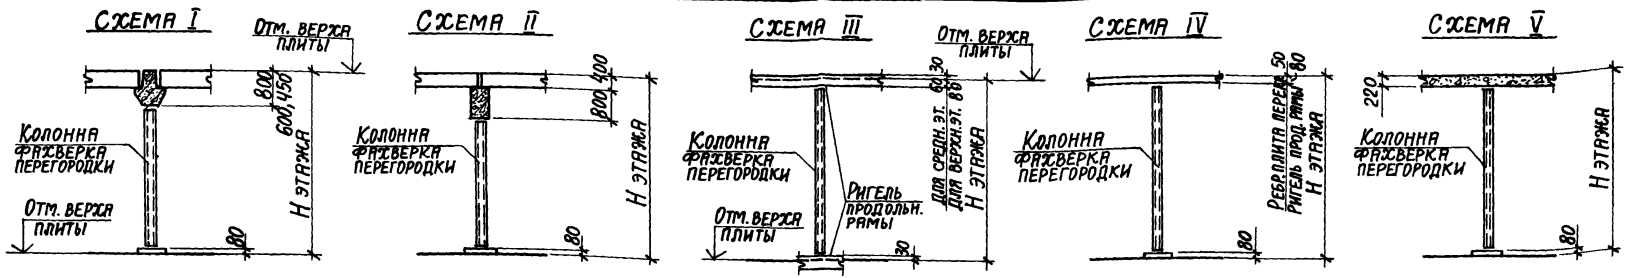 СХЕМА I
ОТМ. ВЕРХА
ПЛИТЫ
800
600, 450
Н ЭТАЖА
КОЛОННА
ФАХВЕРКА
ПЕРЕГОРОДКИ
ОТМ. ВЕРХА
ПЛИТЫ
80
СХЕМА II
400
800
Н ЭТАЖА
КОЛОННА
ФАХВЕРКА
ПЕРЕГОРОДКИ
80
СХЕМА III
ОТМ. ВЕРХА
ПЛИТЫ
30
ДЛЯ СРЕДН. ЭТ. 60
ДЛЯ ВЕРХН. ЭТ. 80
Н ЭТАЖА
КОЛОННА
ФАХВЕРКА
ПЕРЕГОРОДКИ
РИГЕЛЬ
ПРОДОЛЬН.
РАМЫ
ОТМ. ВЕРХА
ПЛИТЫ
30
СХЕМА IV
РЕБР. ПЛИТА ПЕРЕКР. 50
РИГЕЛЬ ПРОД. РАМЫ 80
Н ЭТАЖА
КОЛОННА
ФАХВЕРКА
ПЕРЕГОРОДКИ
80
СХЕМА V
220
Н ЭТАЖА
КОЛОННА
ФАХВЕРКА
ПЕРЕГОРОДКИ
80